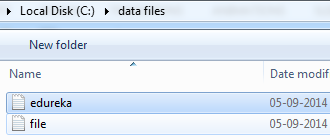 Local Disk (C:) data files
New folder
Name Date modif
edureka 05-09-2014
file 05-09-2014